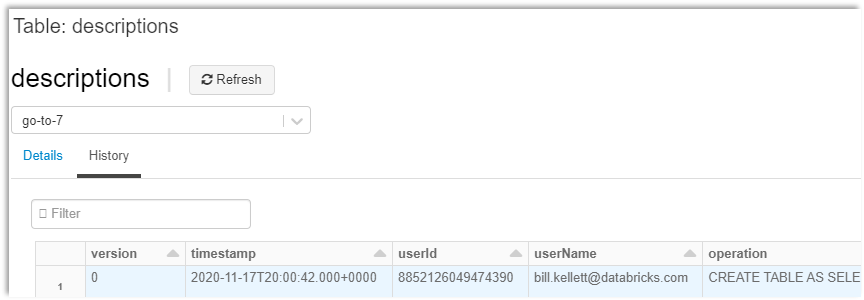 Table: descriptions
descriptions
Refresh
go-to-7
Details History
Filter
version timestamp userId userName operation
1 0 2020-11-17T20:00:42.000+0000 8852126049474390 bill.kellett@databricks.com CREATE TABLE AS SELE